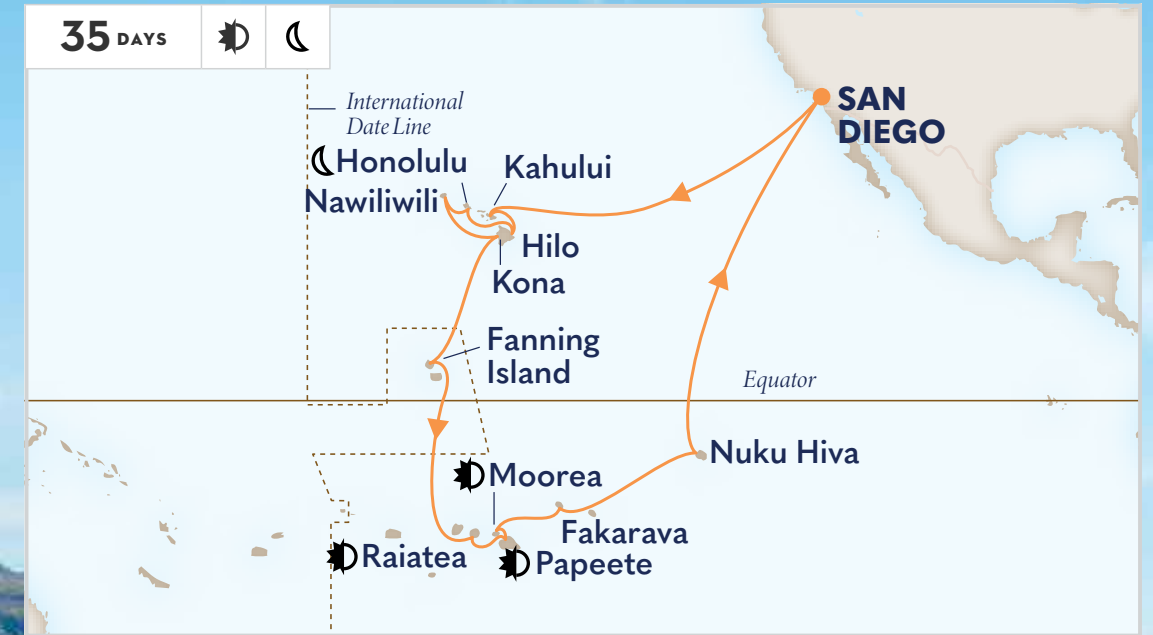 35 DAYS
International
Date Line
Honolulu
Kahului
Nawiliwili
SAN
DIEGO
Hilo
Kona
Fanning
Island
Equator
Nuku Hiva
Moorea
Fakarava
Raiatea
Papeete